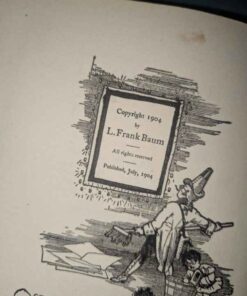 Copyright 1904
by
L. Frank Baum
All rights reserved
Published, July, 1904